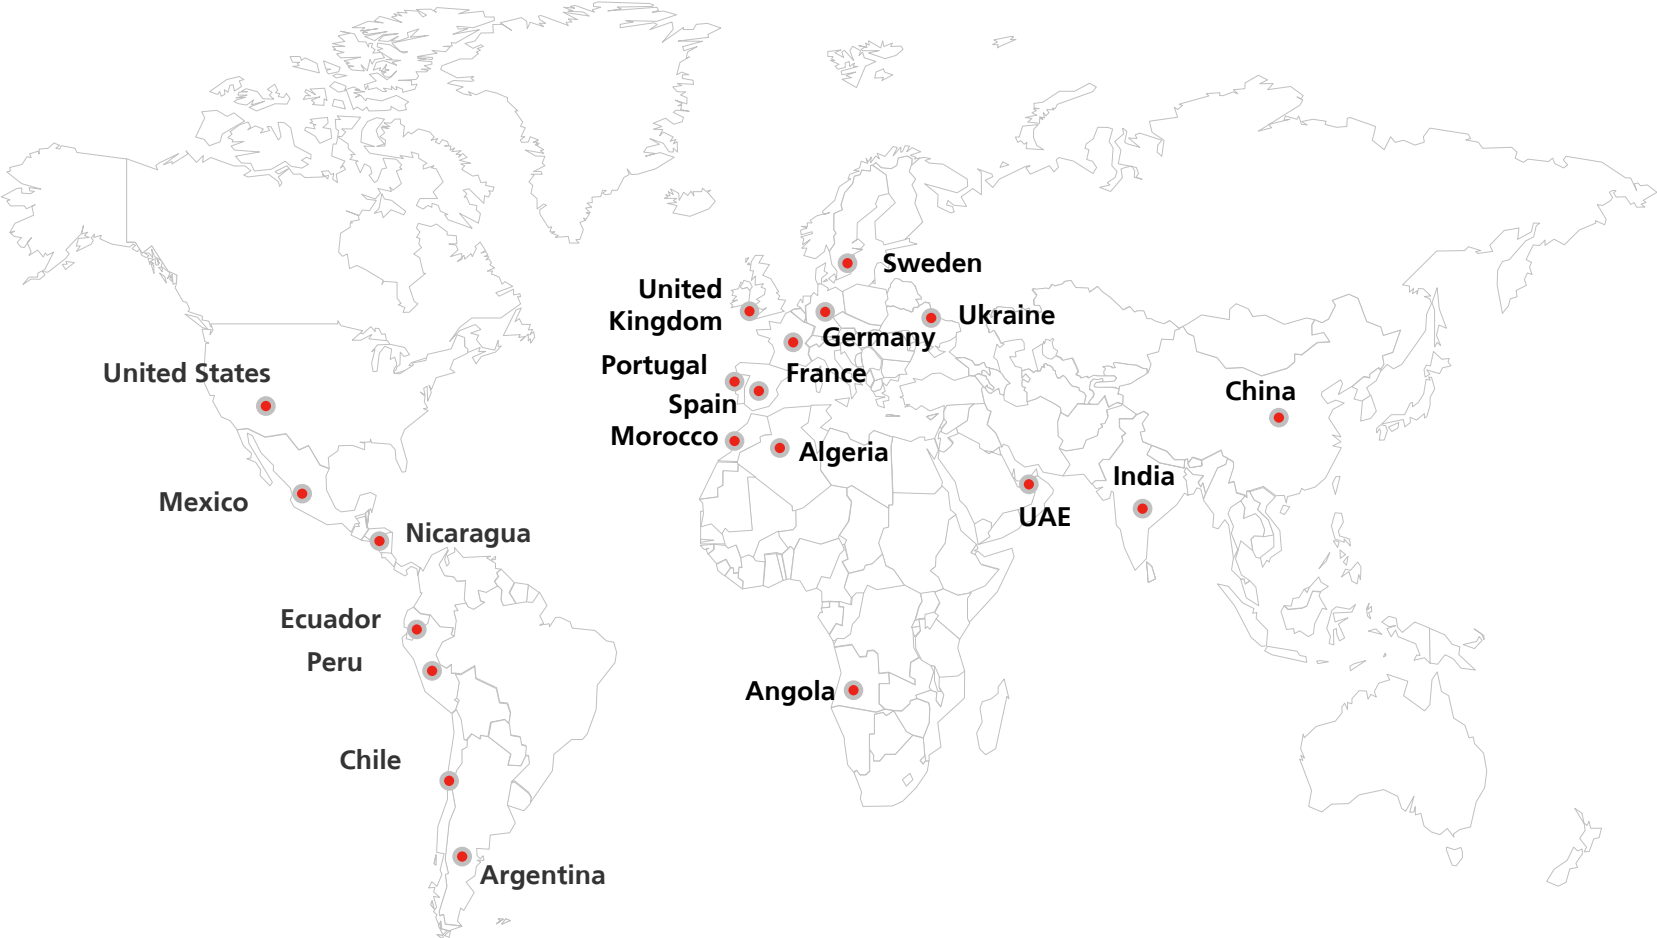 Sweden
United
Kingdom
Ukraine
Germany
Portugal
France
United States
Spain
China
Morocco
Algeria
India
Mexico
UAE
Nicaragua
Ecuador
Peru
Angola
Chile
Argentina